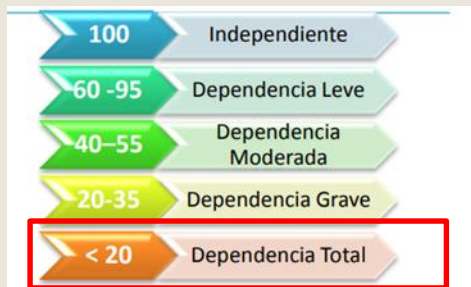 100 Independiente
60 -95 Dependencia Leve
40–55 Dependencia
Moderada
20-35 Dependencia Grave
< 20 Dependencia Total